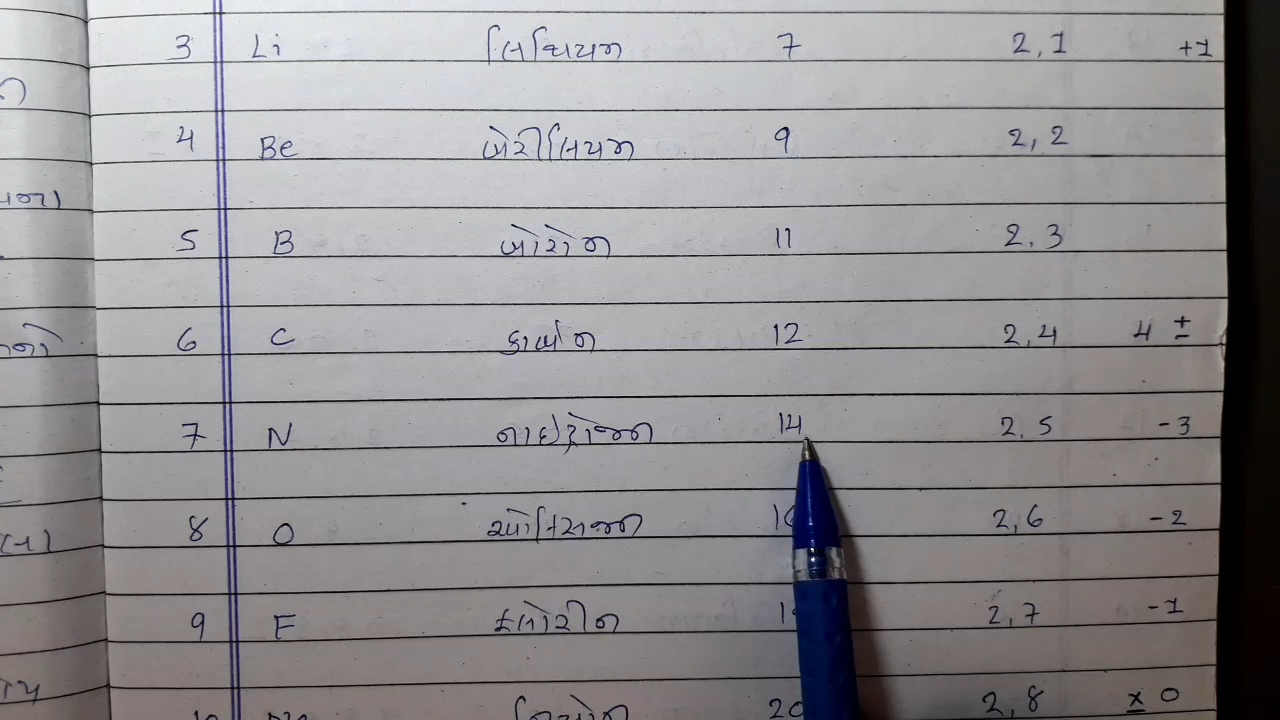 3 Li લિથિયમ 7 2,1 +1
4 Be બેરીલિયમ 9 2,2
5 B બોરોન 11 2,3
6 C કાર્બન 12 2,4 4 ±
7 N નાઇટ્રોજન 14 2,5 -3
8 O ઓક્સિજન 2,6 -2
9 F ફ્લોરીન 2,7 -1
10 નિયોન 20 2,8 0